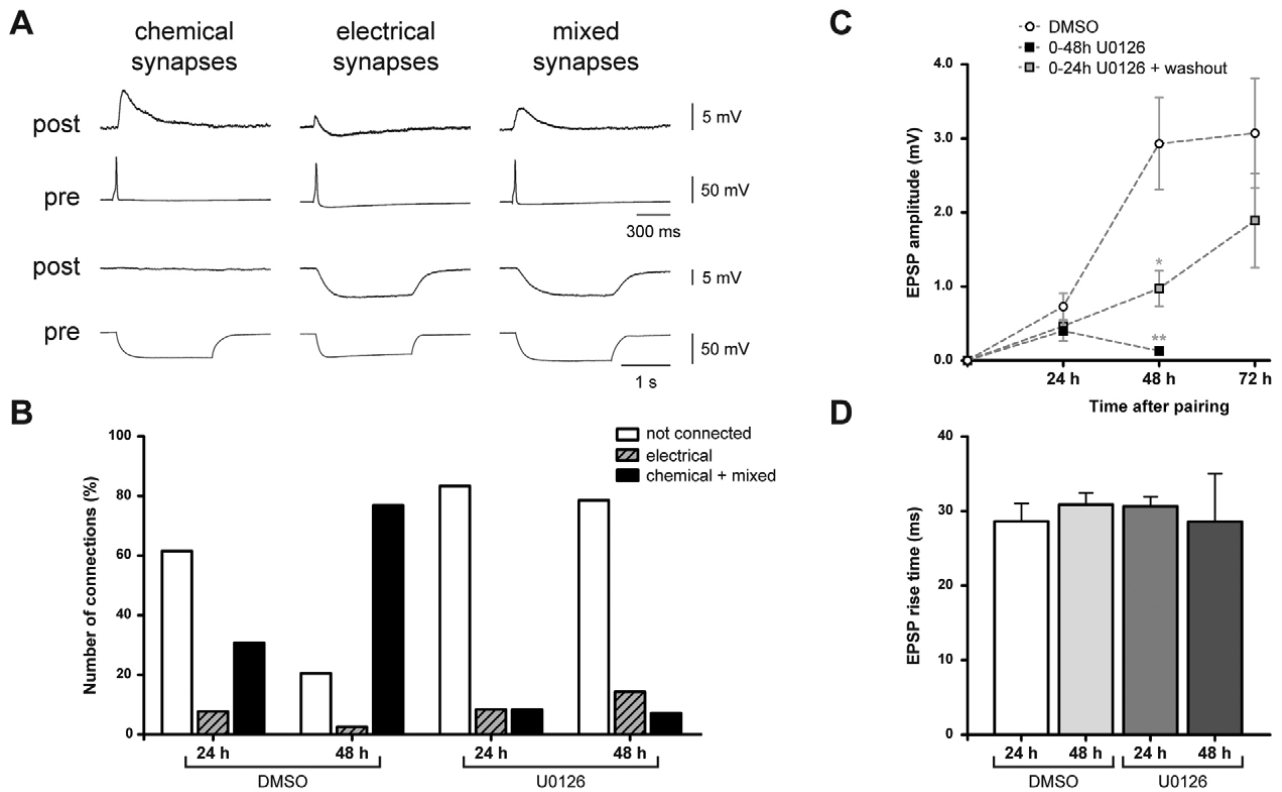 A
chemical synapses
electrical synapses
mixed synapses
post
5 mV
pre
50 mV
300 ms
post
5 mV
pre
50 mV
1 s
B
Number of connections (%)
100
80
60
40
20
0
not connected
electrical
chemical + mixed
24 h
48 h
24 h
48 h
DMSO
U0126
C
DMSO
0-48h U0126
0-24h U0126 + washout
EPSP amplitude (mV)
4.0
3.0
2.0
1.0
0.0
*
**
24 h
48 h
72 h
Time after pairing
D
EPSP rise time (ms)
40
30
20
10
0
24 h
48 h
24 h
48 h
DMSO
U0126